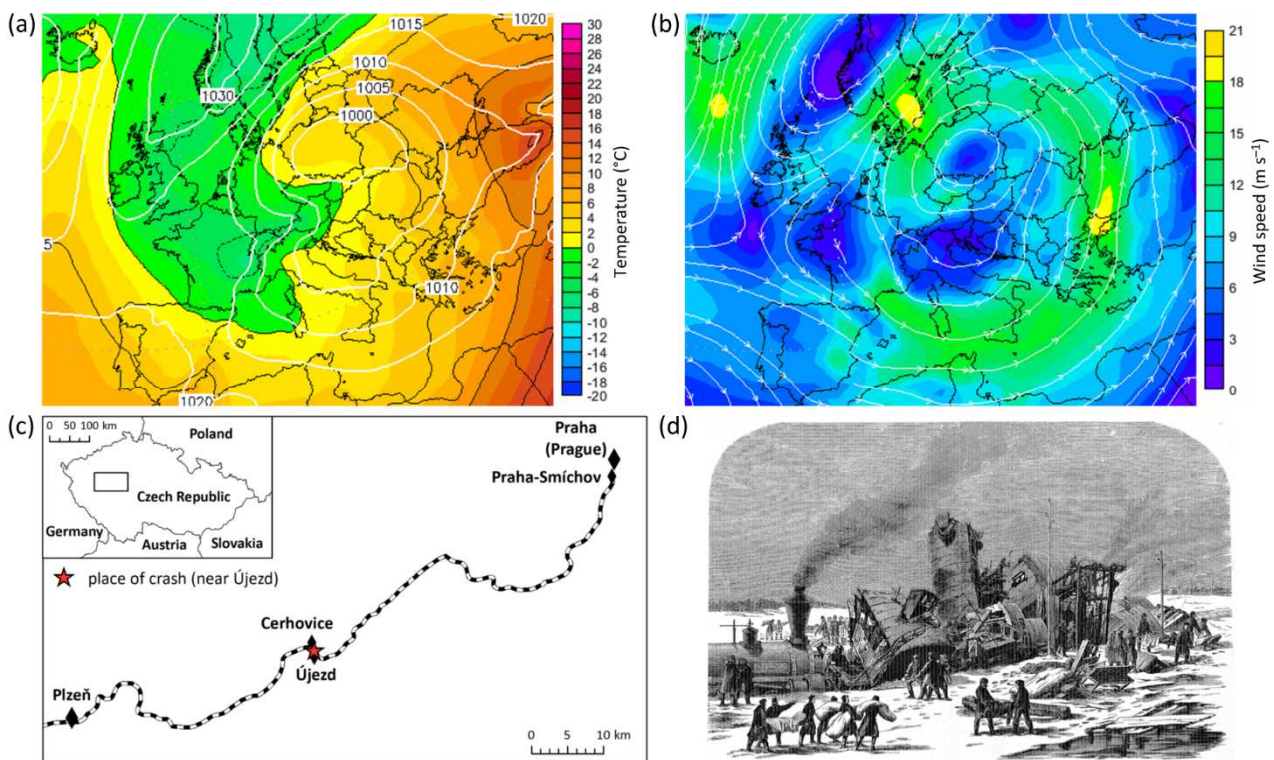 (a)
1015
1020
1010
1005
1000
1030
5
1010
1020
30
28
26
24
22
20
18
16
14
12
10
8
6
4
2
0
-2
-4
-6
-8
-10
-12
-14
-16
-18
-20
Temperature (°C)
(b)
21
18
15
12
9
6
3
0
Wind speed (m s⁻¹)
(c)
0 50 100 km
Poland
Czech Republic
Germany
Austria
Slovakia
place of crash (near Újezd)
Praha
(Prague)
Praha-Smíchov
Cerhovice
Újezd
Plzeň
0 5 10 km
(d)